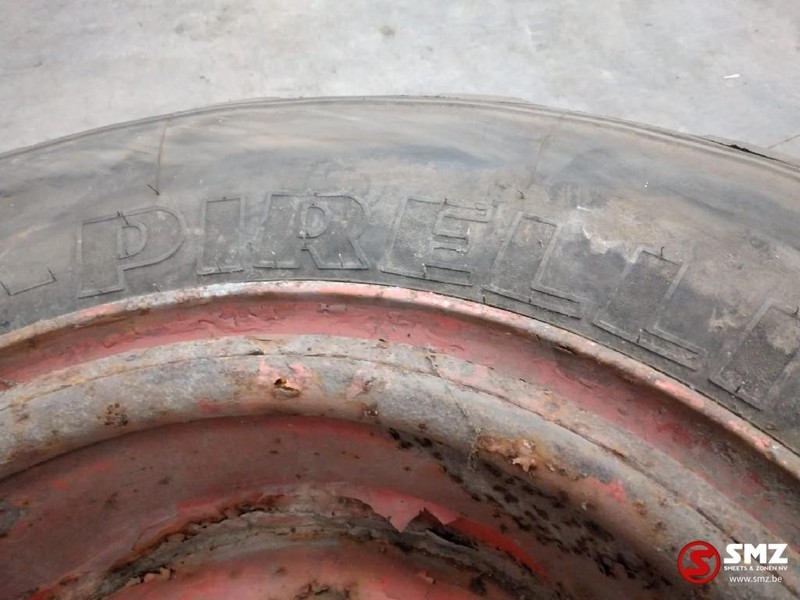 PIRELLI
SMZ
SMEETS & ZONEN NV
www.smz.be